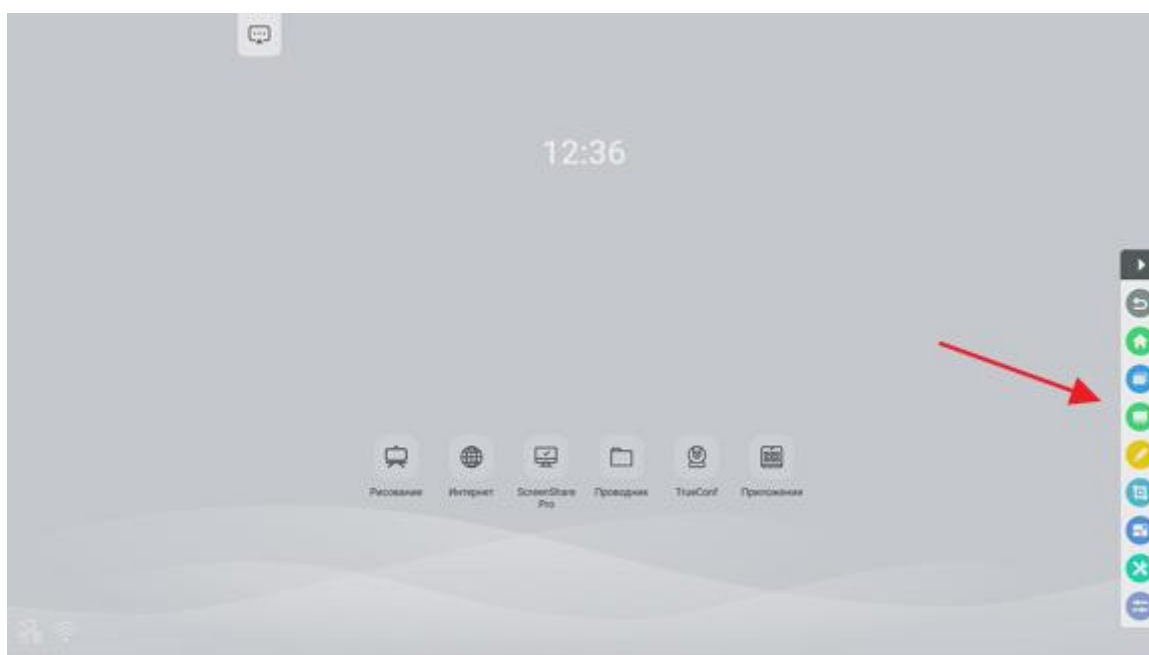 12:36
Рисование Интернет ScreenShare Проводник TrueConf Приложения
Pro